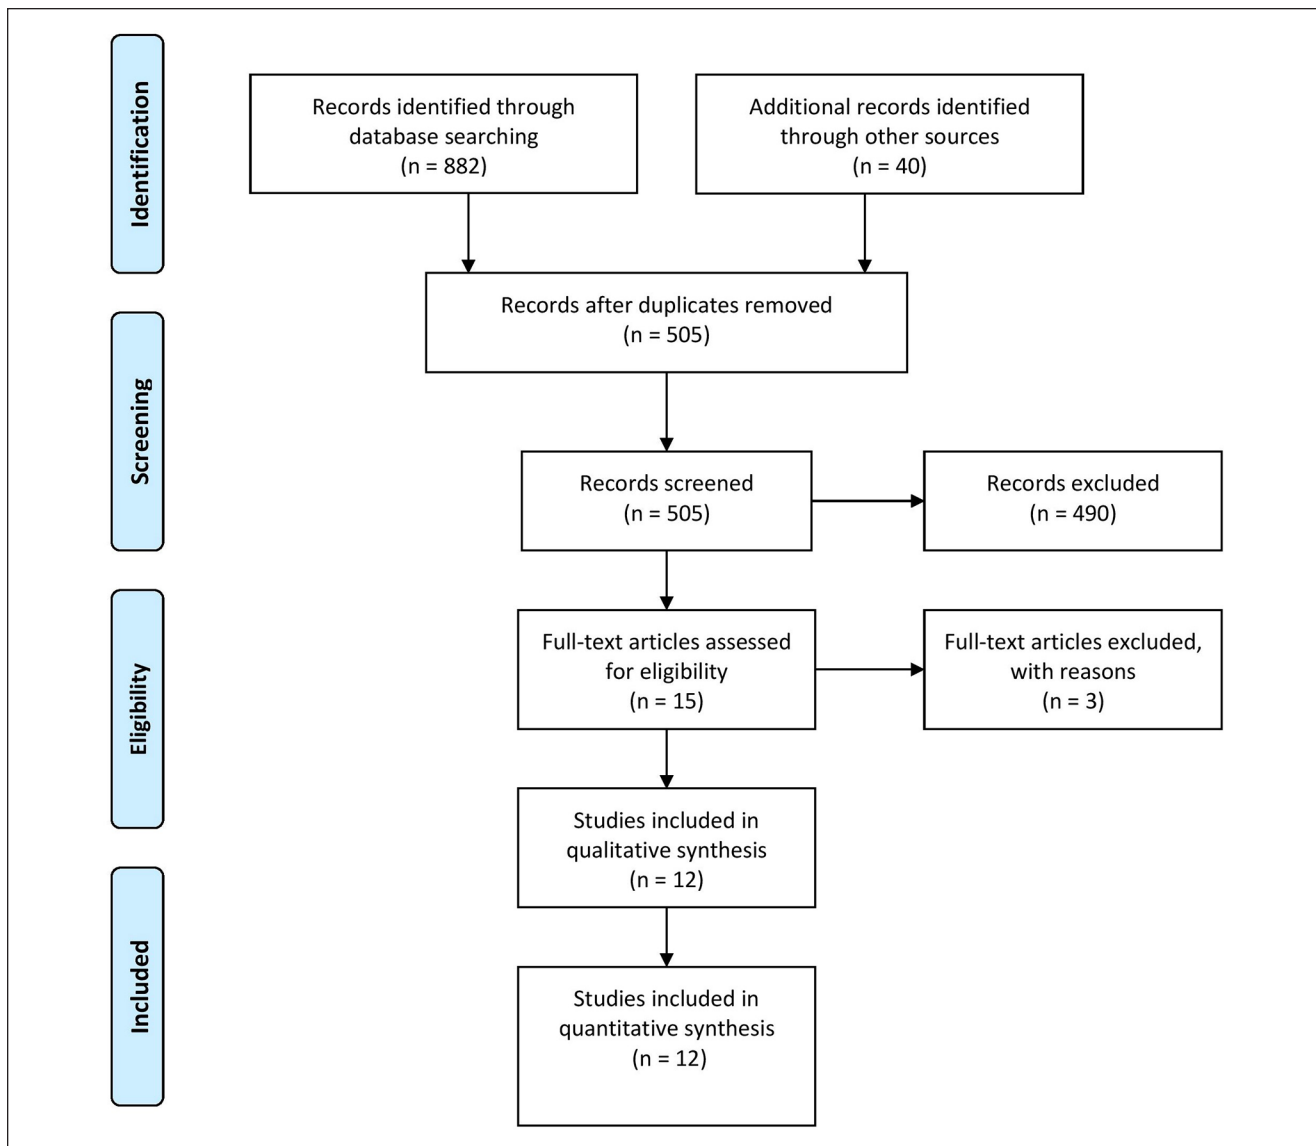 Identification
Records identified through
database searching
(n = 882)
Additional records identified
through other sources
(n = 40)
Records after duplicates removed
(n = 505)
Screening
Records screened
(n = 505)
Records excluded
(n = 490)
Eligibility
Full-text articles assessed
for eligibility
(n = 15)
Full-text articles excluded,
with reasons
(n = 3)
Studies included in
qualitative synthesis
(n = 12)
Included
Studies included in
quantitative synthesis
(n = 12)